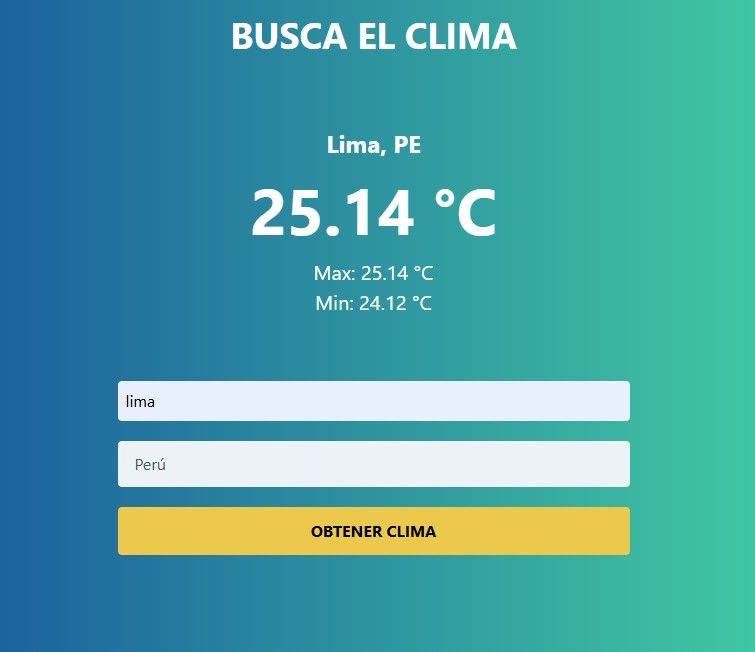 BUSCA EL CLIMA
Lima, PE
25.14 °C
Max: 25.14 °C
Min: 24.12 °C
lima
Perú
OBTENER CLIMA